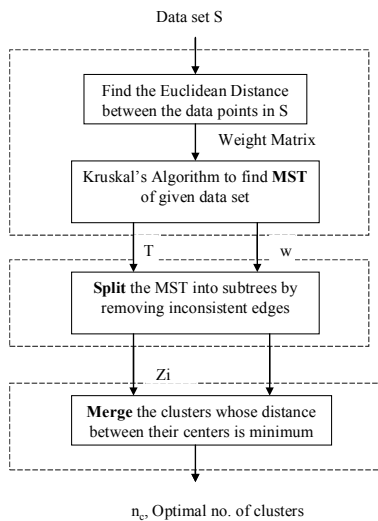 Data set S
Find the Euclidean Distance
between the data points in S
Weight Matrix
Kruskal's Algorithm to find MST
of given data set
T
w
Split the MST into subtrees by
removing inconsistent edges
Zi
Merge the clusters whose distance
between their centers is minimum
nc, Optimal no. of clusters